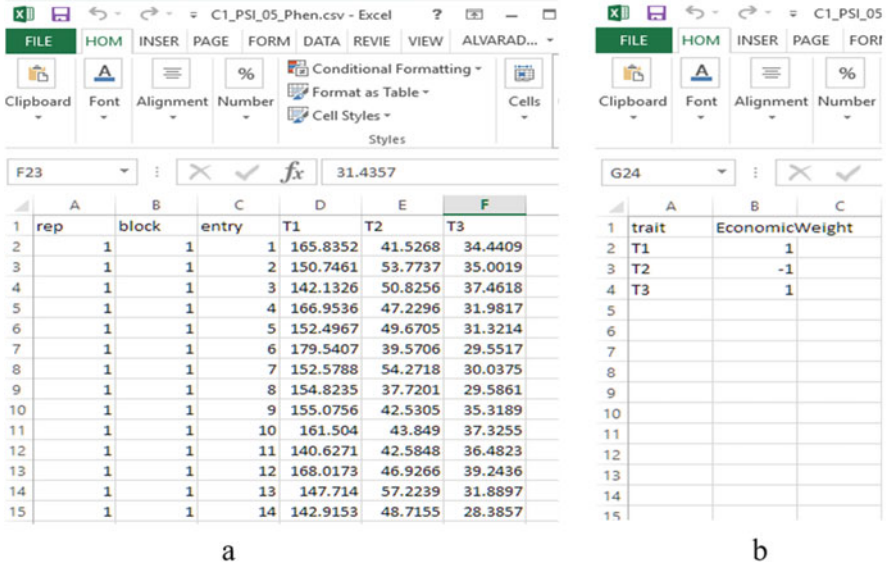 C1_PSI_05_Phen.csv - Excel ?
FILE HOM INSER PAGE FORM DATA REVIE VIEW ALVARAD...
Clipboard Font Alignment Number Conditional Formatting Format as Table Cell Styles Cells
% Styles
F23 fx 31.4357
A B C D E F
1 rep block entry T1 T2 T3
2 1 1 1 165.8352 41.5268 34.4409
3 1 1 2 150.7461 53.7737 35.0019
4 1 1 3 142.1326 50.8256 37.4618
5 1 1 4 166.9536 47.2296 31.9817
6 1 1 5 152.4967 49.6705 31.3214
7 1 1 6 179.5407 39.5706 29.5517
8 1 1 7 152.5788 54.2718 30.0375
9 1 1 8 154.8235 37.7201 29.5861
10 1 1 9 155.0756 42.5305 35.3189
11 1 1 10 161.504 43.849 37.3255
12 1 1 11 140.6271 42.5848 36.4823
13 1 1 12 168.0173 46.9266 39.2436
14 1 1 13 147.714 57.2239 31.8897
15 1 1 14 142.9153 48.7155 28.3857
a
C1_PSI_05
FILE HOM INSER PAGE FORM
%
Clipboard Font Alignment Number
G24
A B C
1 trait EconomicWeight
2 T1 1
3 T2 -1
4 T3 1
5
6
7
8
9
10
11
12
13
14
15
b